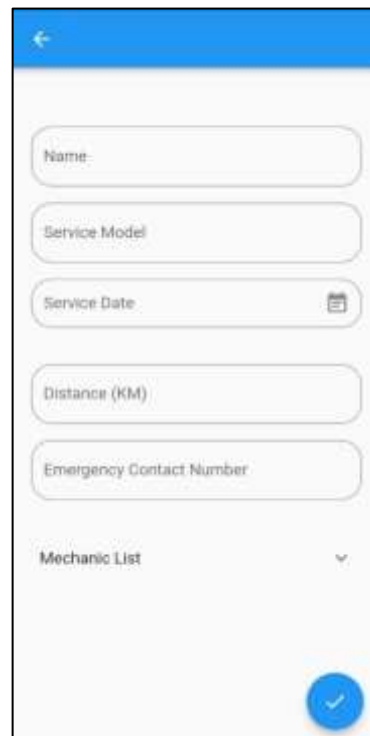 Name
Service Model
Service Date
Distance (KM)
Emergency Contact Number
Mechanic List